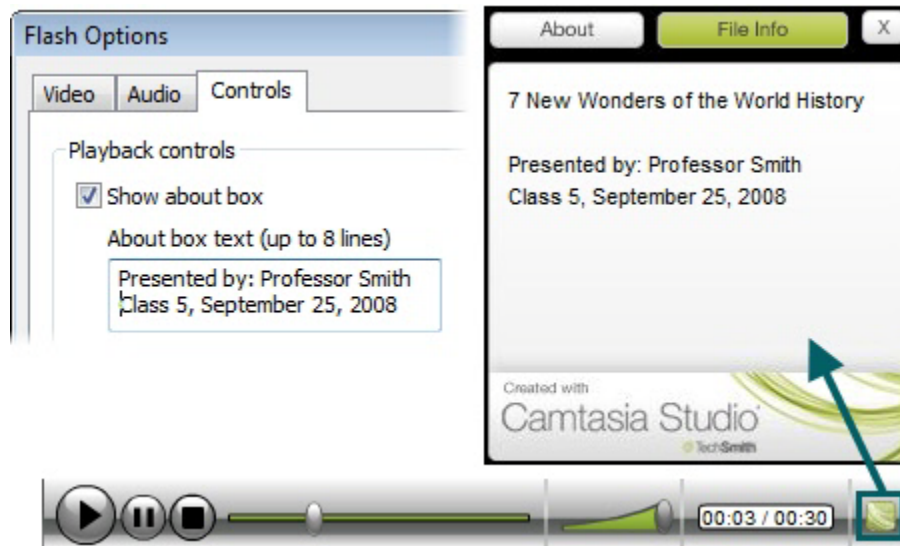 Flash Options
Video Audio Controls
Playback controls
Show about box
About box text (up to 8 lines)
Presented by: Professor Smith
Class 5, September 25, 2008
About File Info X
7 New Wonders of the World History
Presented by: Professor Smith
Class 5, September 25, 2008
Created with
Camtasia Studio
TechSmith
00:03 / 00:30